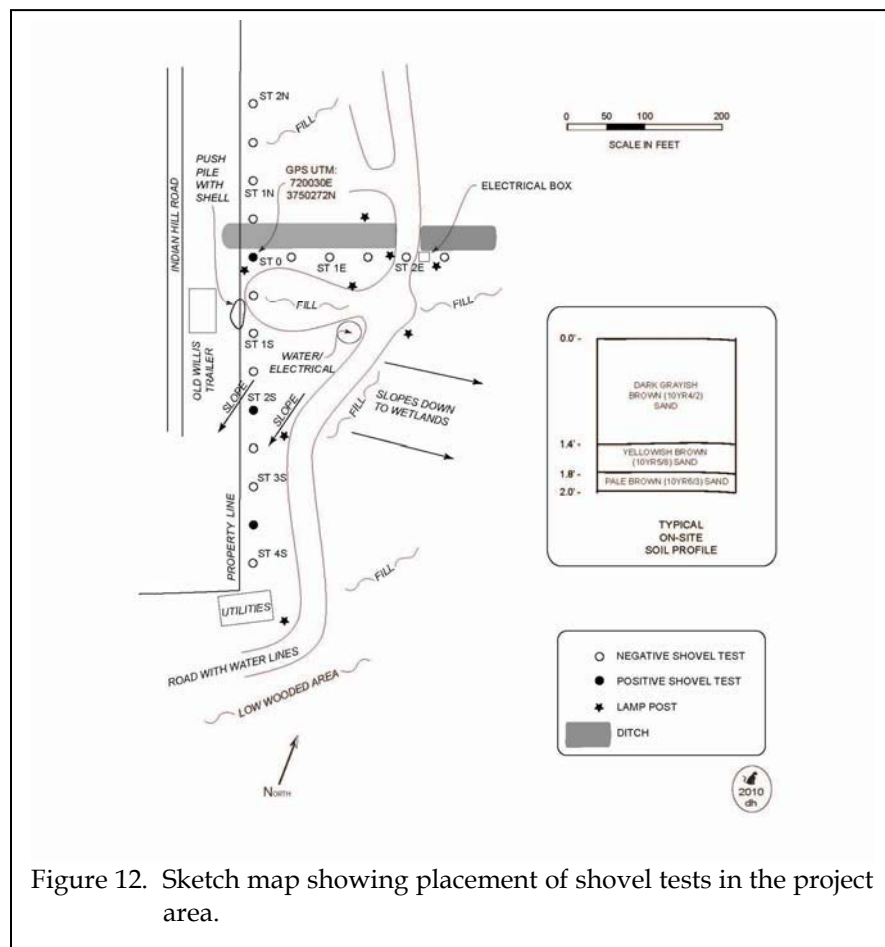 ST 2N
FILL
PUSH
PILE
WITH
SHELL
GPS UTM:
720030E
3750272N
ST 1N
INDIAN HILL ROAD
0 50 100 200
SCALE IN FEET
ELECTRICAL BOX
ST 0
ST 1E
ST 2E
FILL
FILL
OLD WILLIS
TRAILER
ST 1S
WATER/
ELECTRICAL
SLOPE
ST 2S
SLOPE
FILL
SLOPES DOWN
TO WETLANDS
ST 3S
PROPERTY LINE
ST 4S
FILL
UTILITIES
ROAD WITH WATER LINES
LOW WOODED AREA
NORTH
0.0' -
DARK GRAYISH
BROWN (10YR4/2)
SAND
1.4' -
YELLOWISH BROWN
(10YR5/8) SAND
1.8' -
PALE BROWN (10YR6/3) SAND
2.0' -
TYPICAL
ON-SITE
SOIL PROFILE
NEGATIVE SHOVEL TEST
POSITIVE SHOVEL TEST
LAMP POST
DITCH
2010
dh
Figure 12. Sketch map showing placement of shovel tests in the project
area.